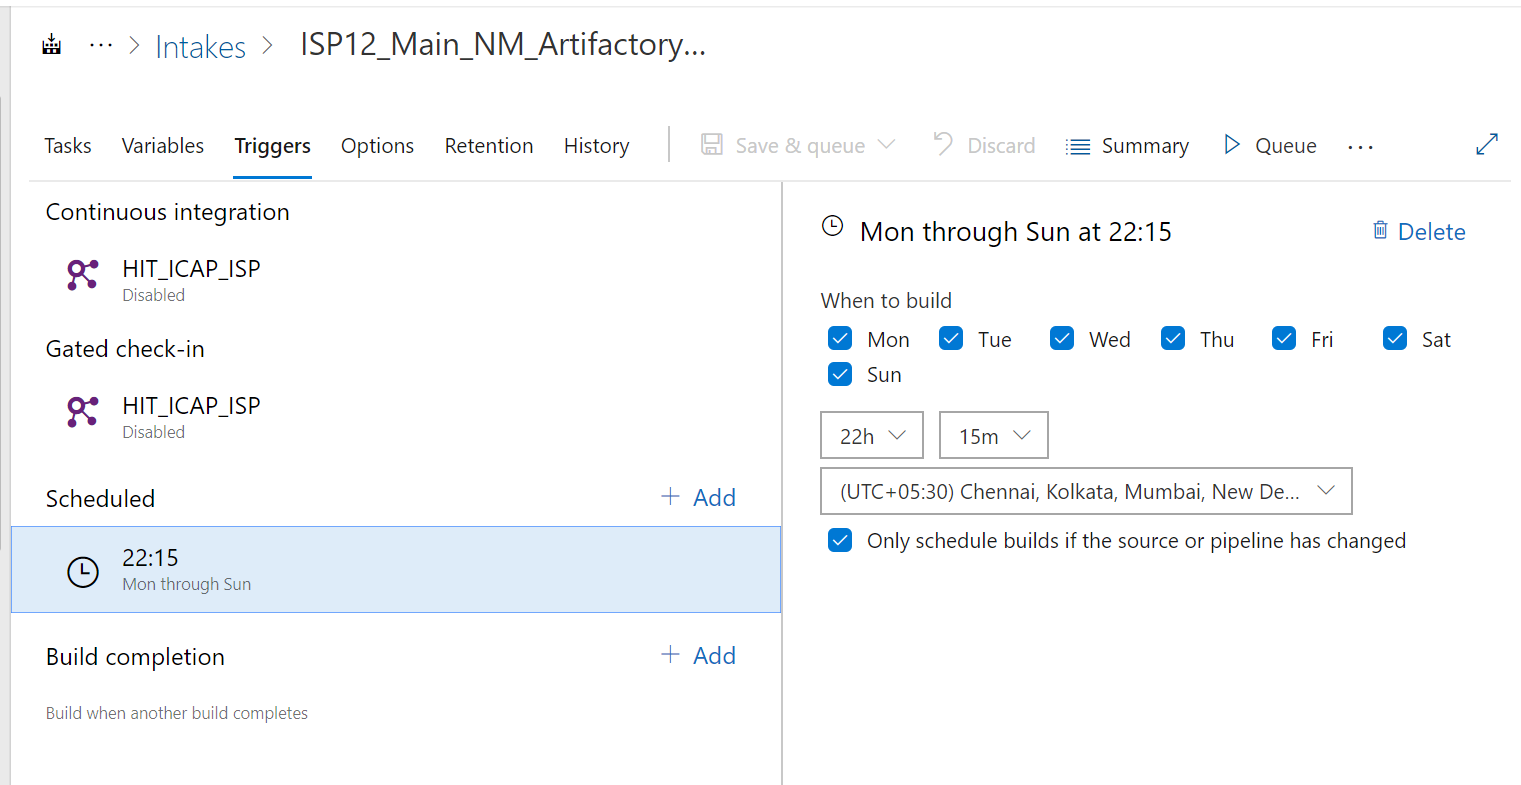 ... > Intakes > ISP12_Main_NM_Artifactory...
Tasks Variables Triggers Options Retention History Save & queue Discard Summary Queue ...
Continuous integration
HIT_ICAP_ISP
Disabled
Gated check-in
HIT_ICAP_ISP
Disabled
Scheduled + Add
22:15
Mon through Sun
Build completion + Add
Build when another build completes
Mon through Sun at 22:15 Delete
When to build
Mon Tue Wed Thu Fri Sat
Sun
22h 15m
(UTC+05:30) Chennai, Kolkata, Mumbai, New De...
Only schedule builds if the source or pipeline has changed